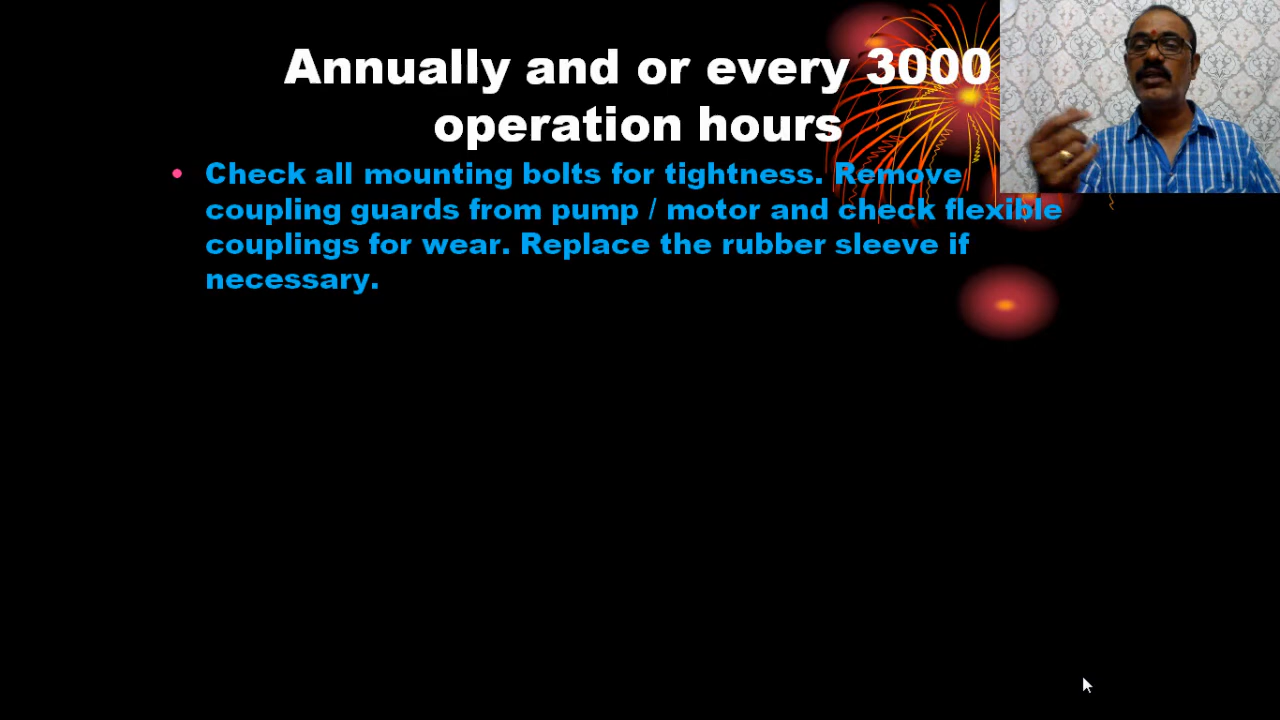 Annually and or every 3000
operation hours
• Check all mounting bolts for tightness. Remove
coupling guards from pump / motor and check flexible
couplings for wear. Replace the rubber sleeve if
necessary.